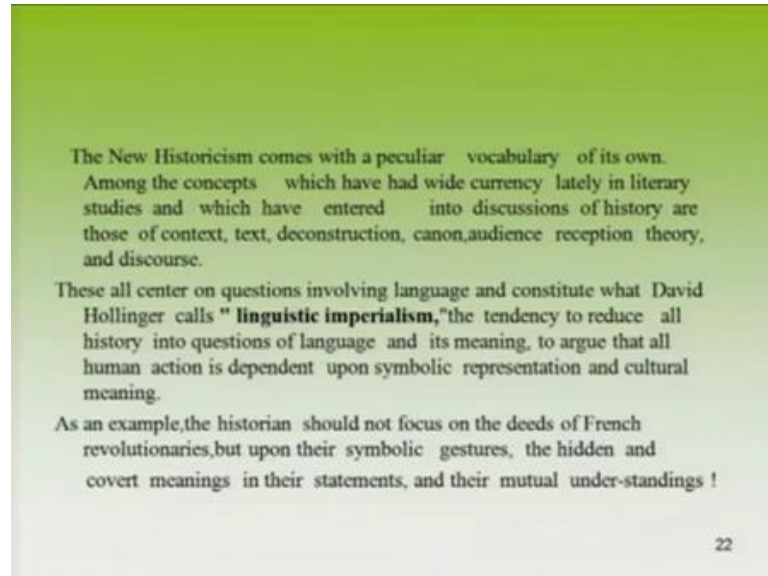 The New Historicism comes with a peculiar vocabulary of its own.
Among the concepts which have had wide currency lately in literary
studies and which have entered into discussions of history are
those of context, text, deconstruction, canon,audience reception theory,
and discourse.
These all center on questions involving language and constitute what David
Hollinger calls " linguistic imperialism,"the tendency to reduce all
history into questions of language and its meaning, to argue that all
human action is dependent upon symbolic representation and cultural
meaning.
As an example,the historian should not focus on the deeds of French
revolutionaries,but upon their symbolic gestures, the hidden and
covert meanings in their statements, and their mutual under-standings !
22